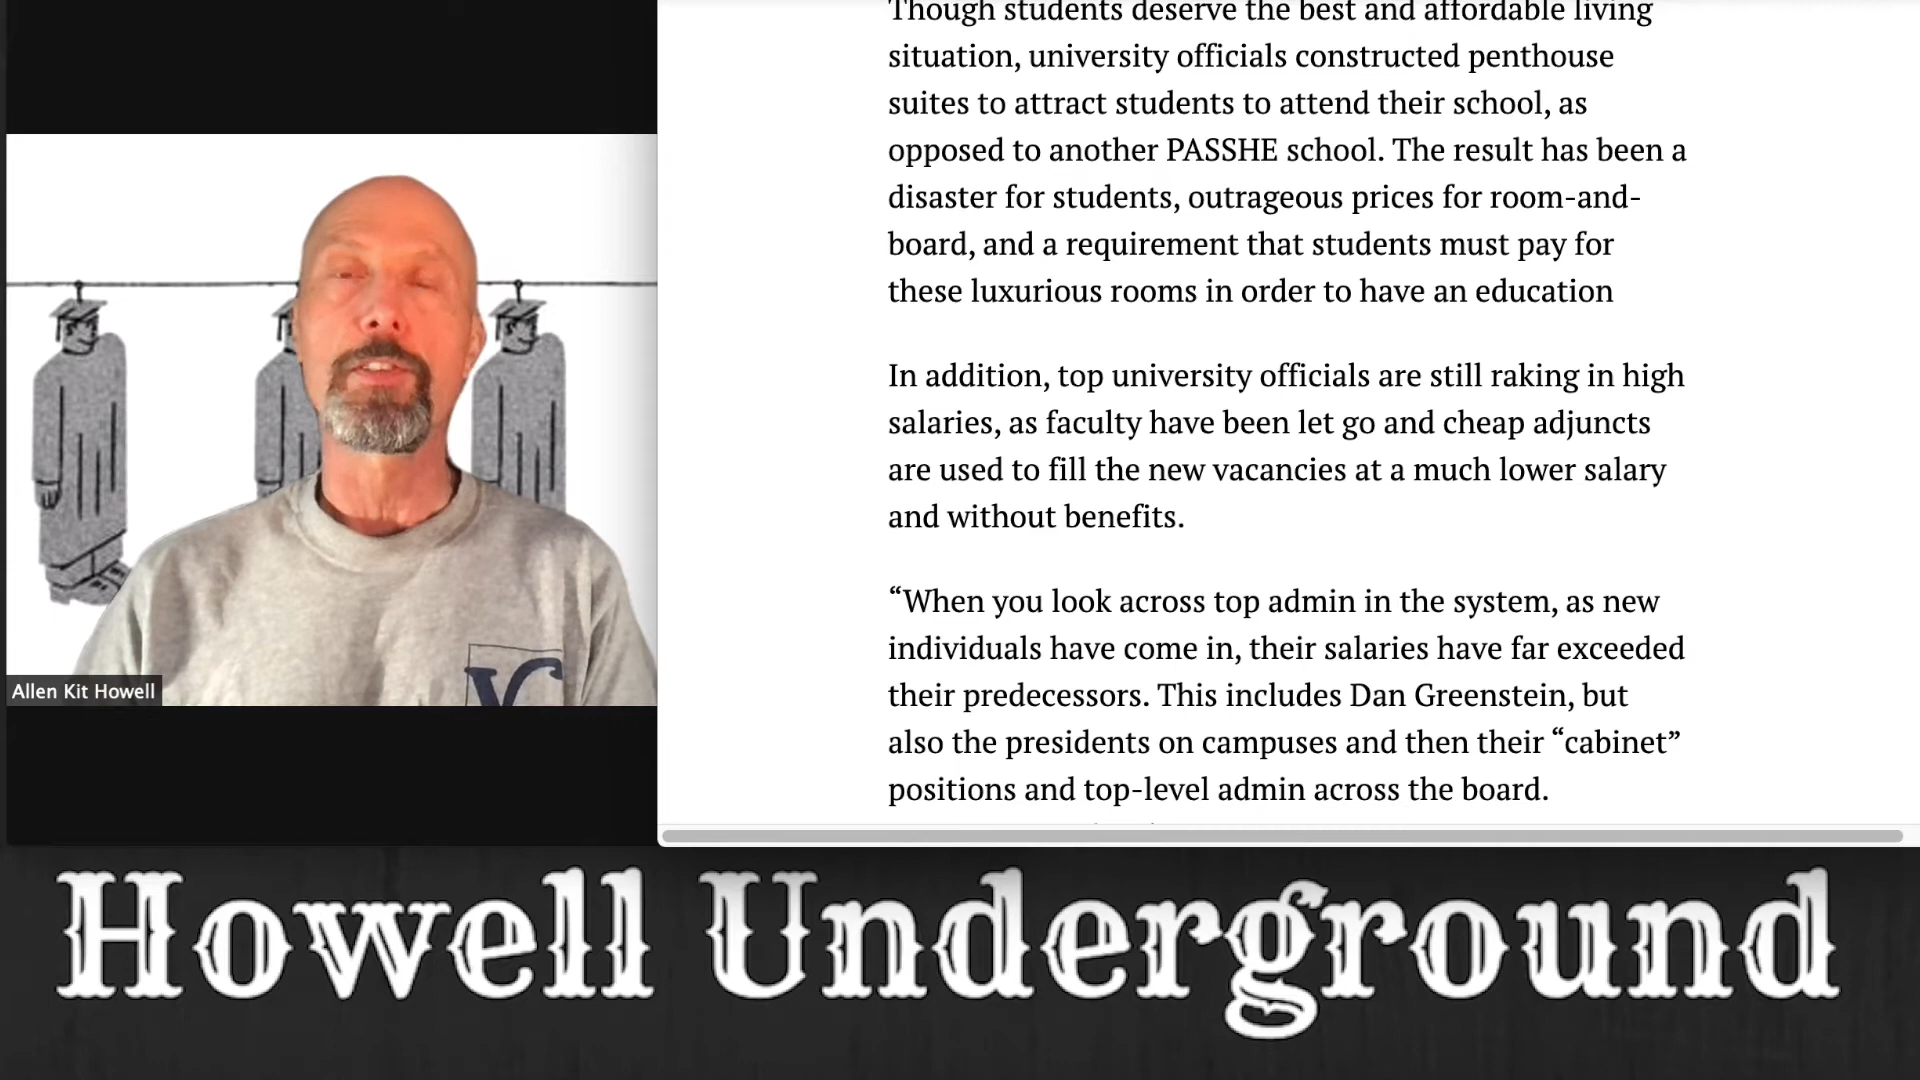 Though students deserve the best and affordable living
situation, university officials constructed penthouse
suites to attract students to attend their school, as
opposed to another PASSHE school. The result has been a
disaster for students, outrageous prices for room-and-
board, and a requirement that students must pay for
these luxurious rooms in order to have an education
In addition, top university officials are still raking in high
salaries, as faculty have been let go and cheap adjuncts
are used to fill the new vacancies at a much lower salary
and without benefits.
“When you look across top admin in the system, as new
individuals have come in, their salaries have far exceeded
their predecessors. This includes Dan Greenstein, but
also the presidents on campuses and then their “cabinet”
positions and top-level admin across the board.
Allen Kit Howell
Howell Underground